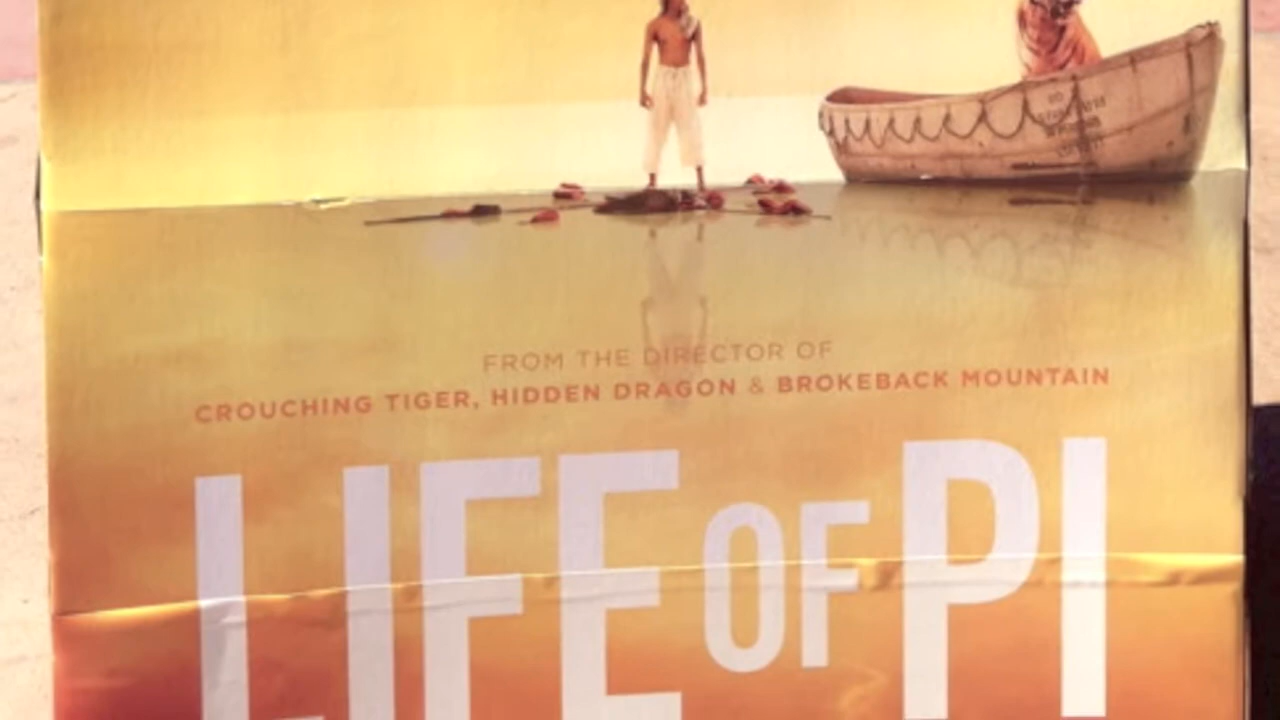 FROM THE DIRECTOR OF
CROUCHING TIGER, HIDDEN DRAGON & BROKEBACK MOUNTAIN
LIFE OF PI